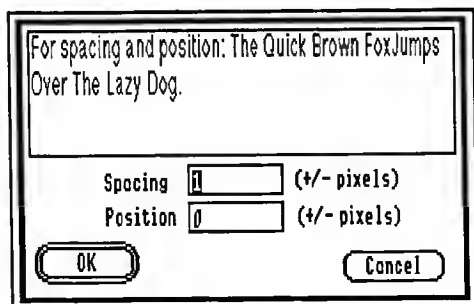 For spacing and position: The Quick Brown FoxJumps
Over The Lazy Dog.
Spacing 1 (+/- pixels)
Position 0 (+/- pixels)
OK Cancel